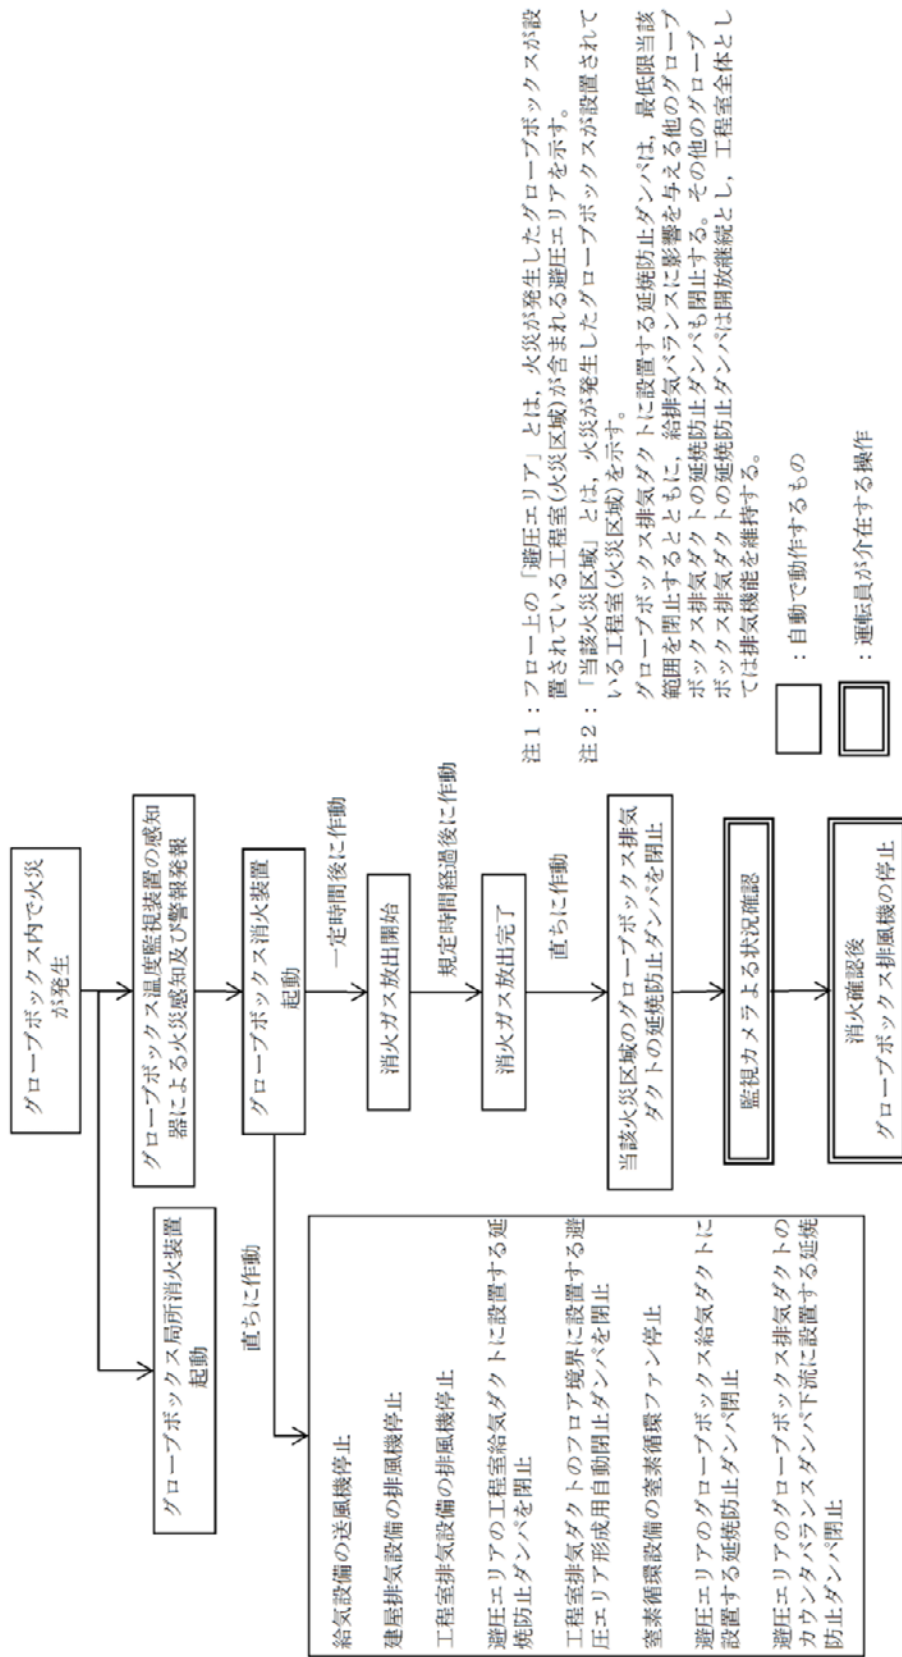 グローブボックス内で火災
が発生
グローブボックス局所消火装置
起動
グローブボックス温度監視装置の感知
器による火災感知及び警報発報
グローブボックス消火装置
起動
直ちに作動
給気設備の送風機停止
建屋排気設備の排風機停止
工程室排気設備の排風機停止
避圧エリアの工程室給気ダクトに設置する延
焼防止ダンパを閉止
工程室排気ダクトのフロア境界に設置する避
圧エリア形成用自動閉止ダンパを閉止
窒素循環設備の窒素循環ファン停止
避圧エリアのグローブボックス給気ダクトに
設置する延焼防止ダンパ閉止
避圧エリアのグローブボックス排気ダクトの
カウンタバランスダンパ下流に設置する延焼
防止ダンパ閉止
一定時間後に作動
消火ガス放出開始
規定時間経過後に作動
消火ガス放出完了
直ちに作動
当該火災区域のグローブボックス排気
ダクトの延焼防止ダンパを閉止
監視カメラよる状況確認
消火確認後
グローブボックス排風機の停止
注1：フロー上の「避圧エリア」とは，火災が発生したグローブボックスが設
置されている工程室(火災区域)が含まれる避圧エリアを示す。
注2：「当該火災区域」とは，火災が発生したグローブボックスが設置されて
いる工程室(火災区域)を示す。
グローブボックス排気ダクトに設置する延焼防止ダンパは，最低限当該
範囲を閉止するとともに，給排気バランスに影響を与える他のグローブ
ボックス排気ダクトの延焼防止ダンパも閉止する。その他のグローブ
ボックス排気ダクトの延焼防止ダンパは開放継続とし，工程室全体とし
ては排気機能を維持する。
：自動で動作するもの
：運転員が介在する操作